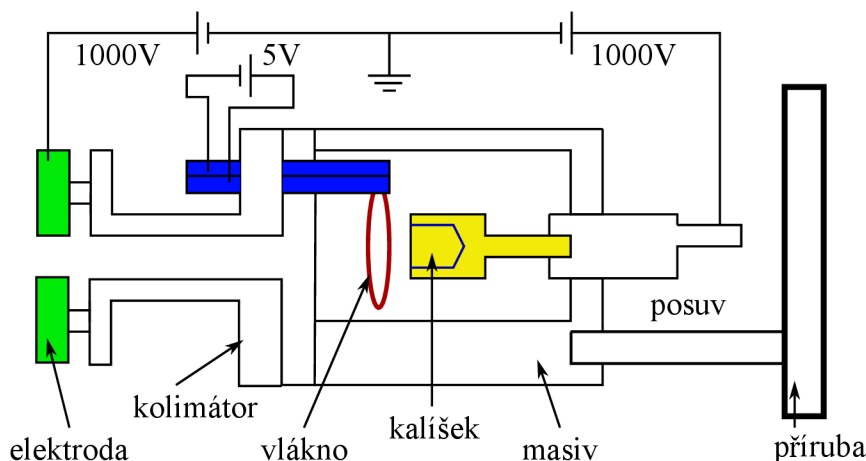 1000V
5V
1000V
posuv
kolimátor
elektroda
vlákno
kalíšek
masiv
příruba